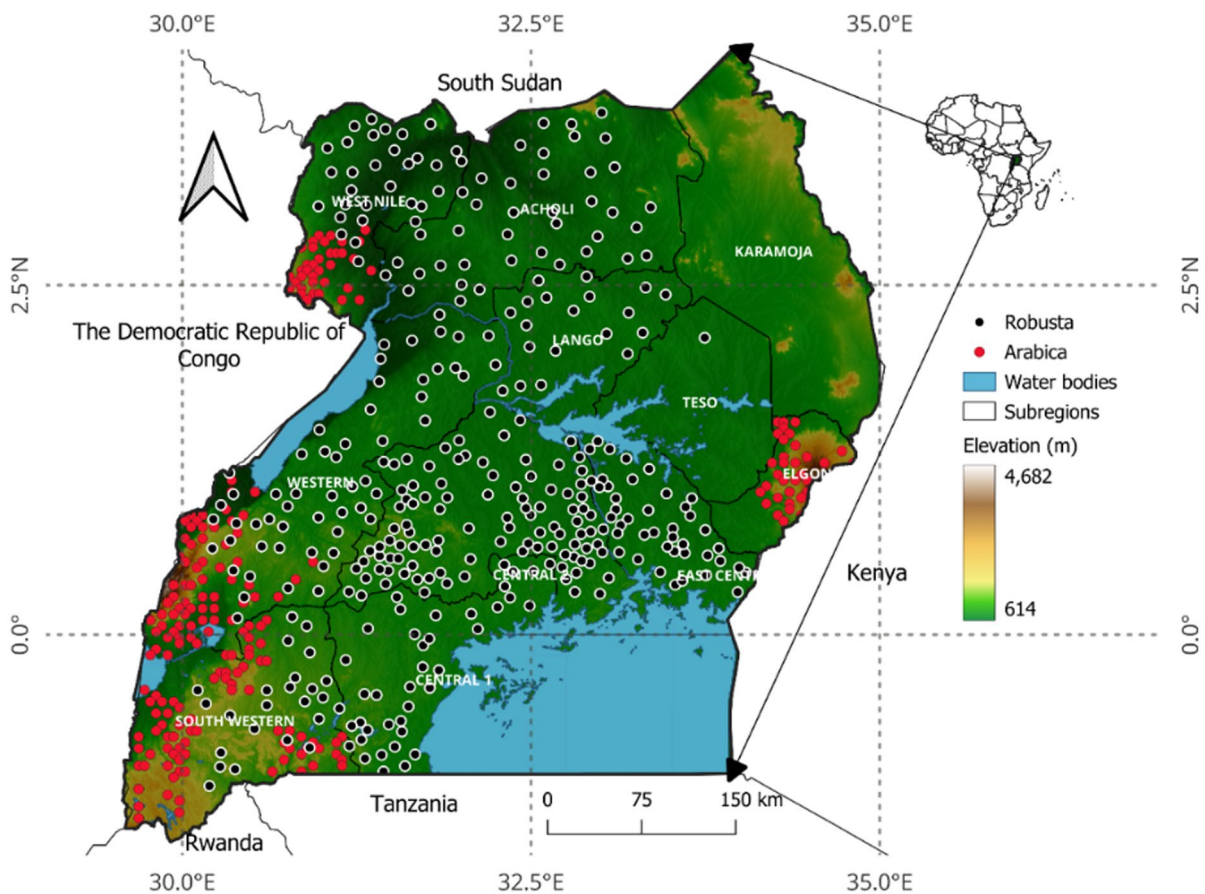 30.0°E 32.5°E 35.0°E
South Sudan
WEST NILE
ACHOLI
KARAMOJA
2.5°N 2.5°N
Robusta
The Democratic Republic of
Congo
LANGO
Arabica
Water bodies
TESO
Subregions
Elevation (m)
4,682
ELGON
WESTERN
CENTRAL 2
EAST CENTR
Kenya
614
0.0° 0.0°
CENTRAL 1
SOUTH WESTERN
Tanzania
0 75 150 km
Rwanda
30.0°E 32.5°E 35.0°E